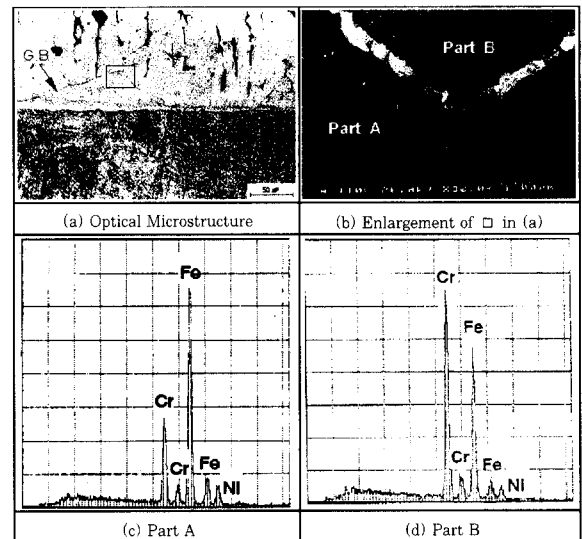 G.B
50 µm
Part B
Part A
(a) Optical Microstructure
(b) Enlargement of □ in (a)
Fe
Cr
Cr
Fe
Ni
Cr
Fe
Cr
Fe
Ni
(c) Part A
(d) Part B